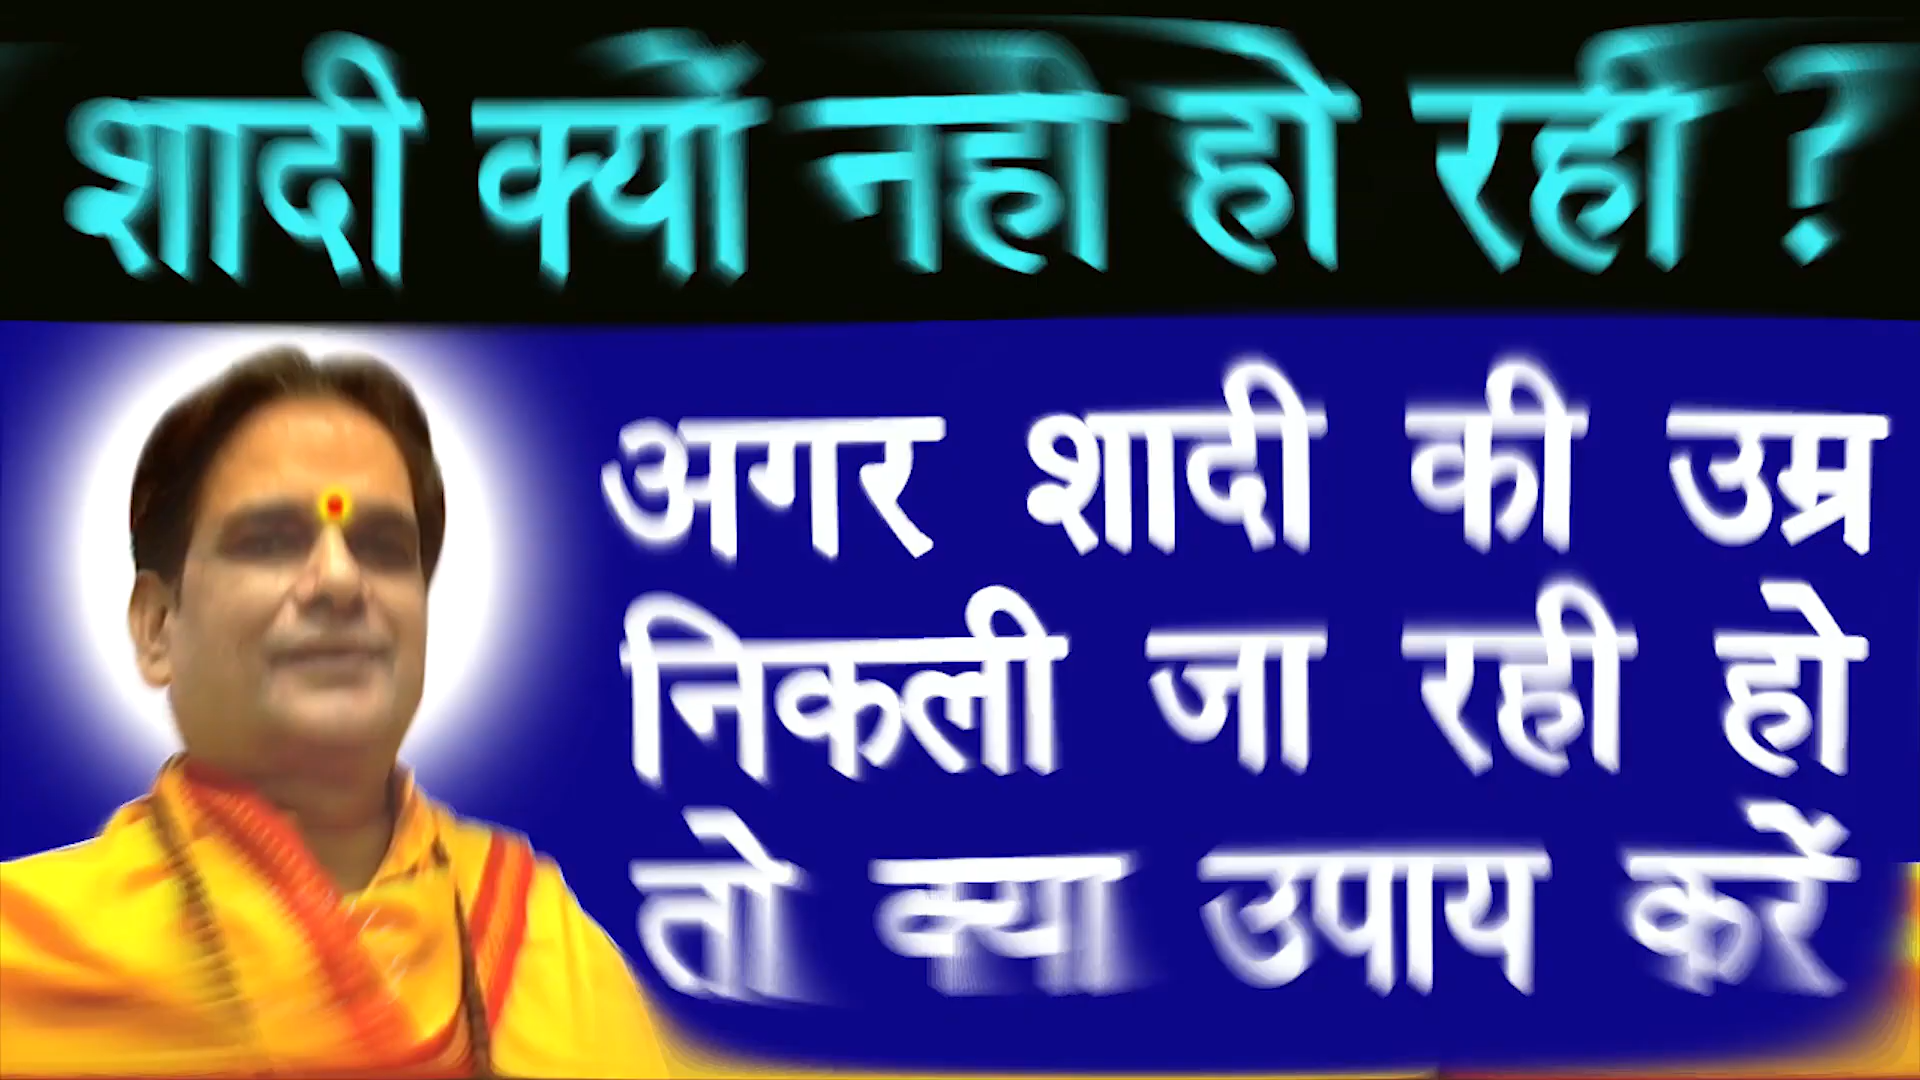 शादी क्यों नही हो रही ?
अगर शादी की उम्र
निकली जा रही हो
तो क्या उपाय करें